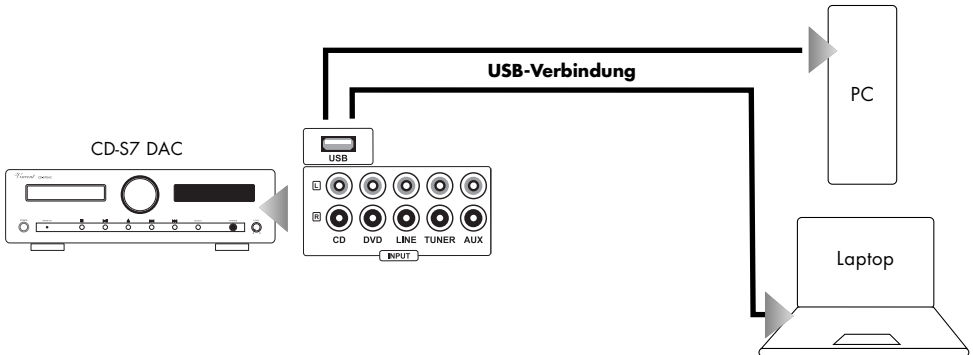 USB-Verbindung
PC
CD-S7 DAC
USB
L
R
CD DVD LINE TUNER AUX
INPUT
Laptop